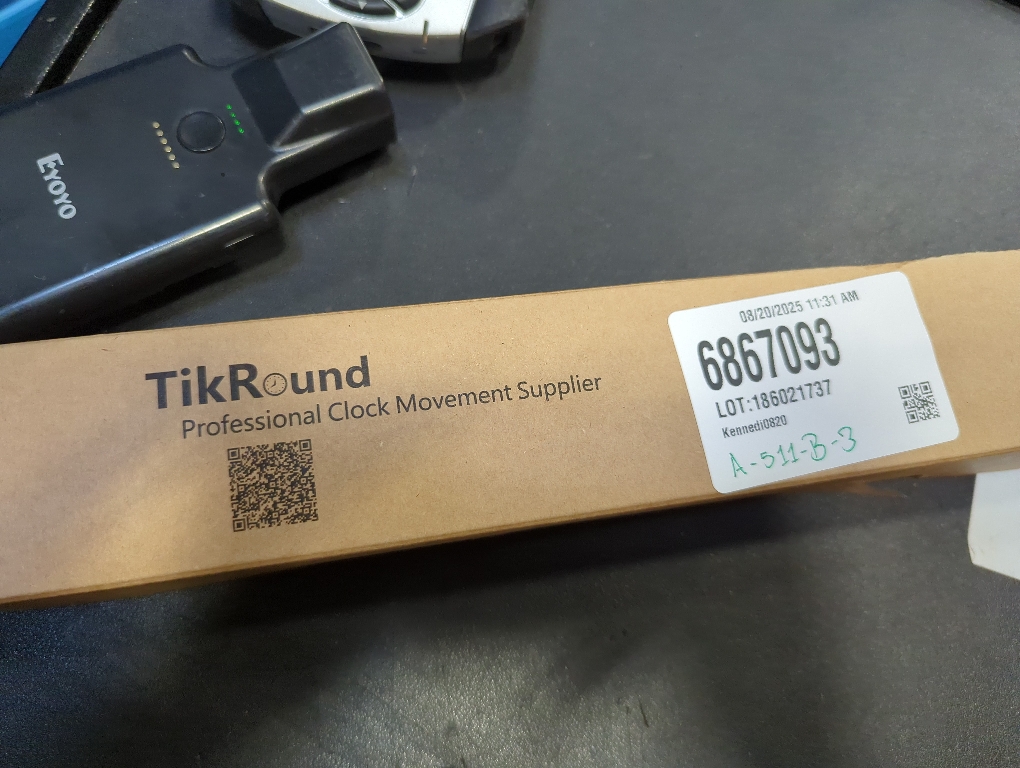 EYOYO
TikRound
Professional Clock Movement Supplier
08/20/2025 11:31 AM
6867093
LOT:186021737
Kennedi0820
A-511-B-3